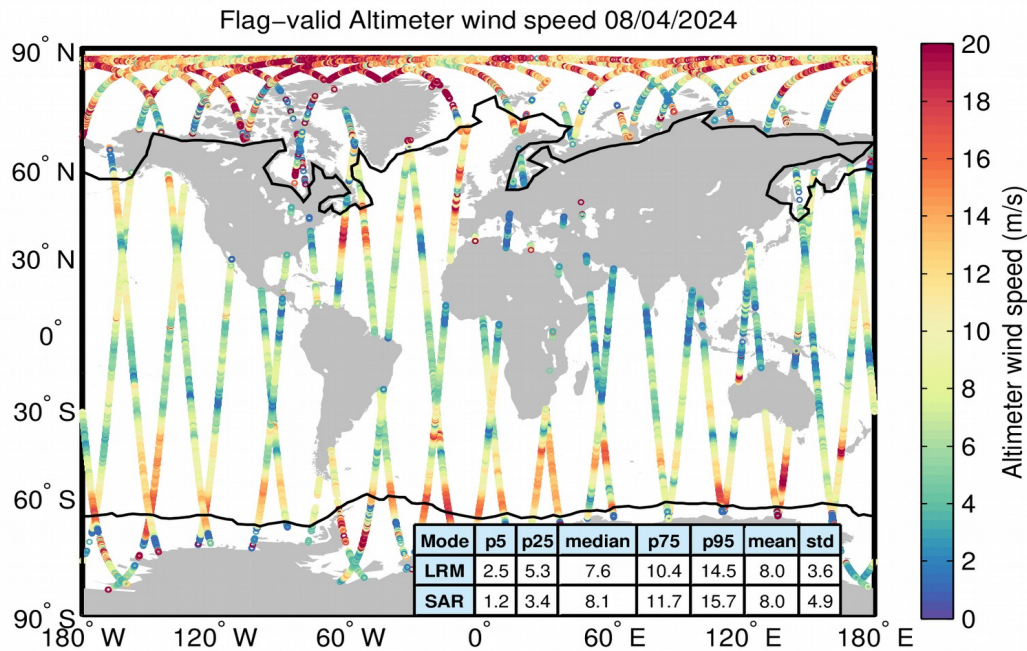 Flag−valid Altimeter wind speed 08/04/2024
90° N
60° N
30° N
0°
30° S
60° S
90° S
180° W
120° W
60° W
0°
60° E
120° E
180° E
Mode p5 p25 median p75 p95 mean std
LRM 2.5 5.3 7.6 10.4 14.5 8.0 3.6
SAR 1.2 3.4 8.1 11.7 15.7 8.0 4.9
20
18
16
14
12
10
8
6
4
2
0
Altimeter wind speed (m/s)